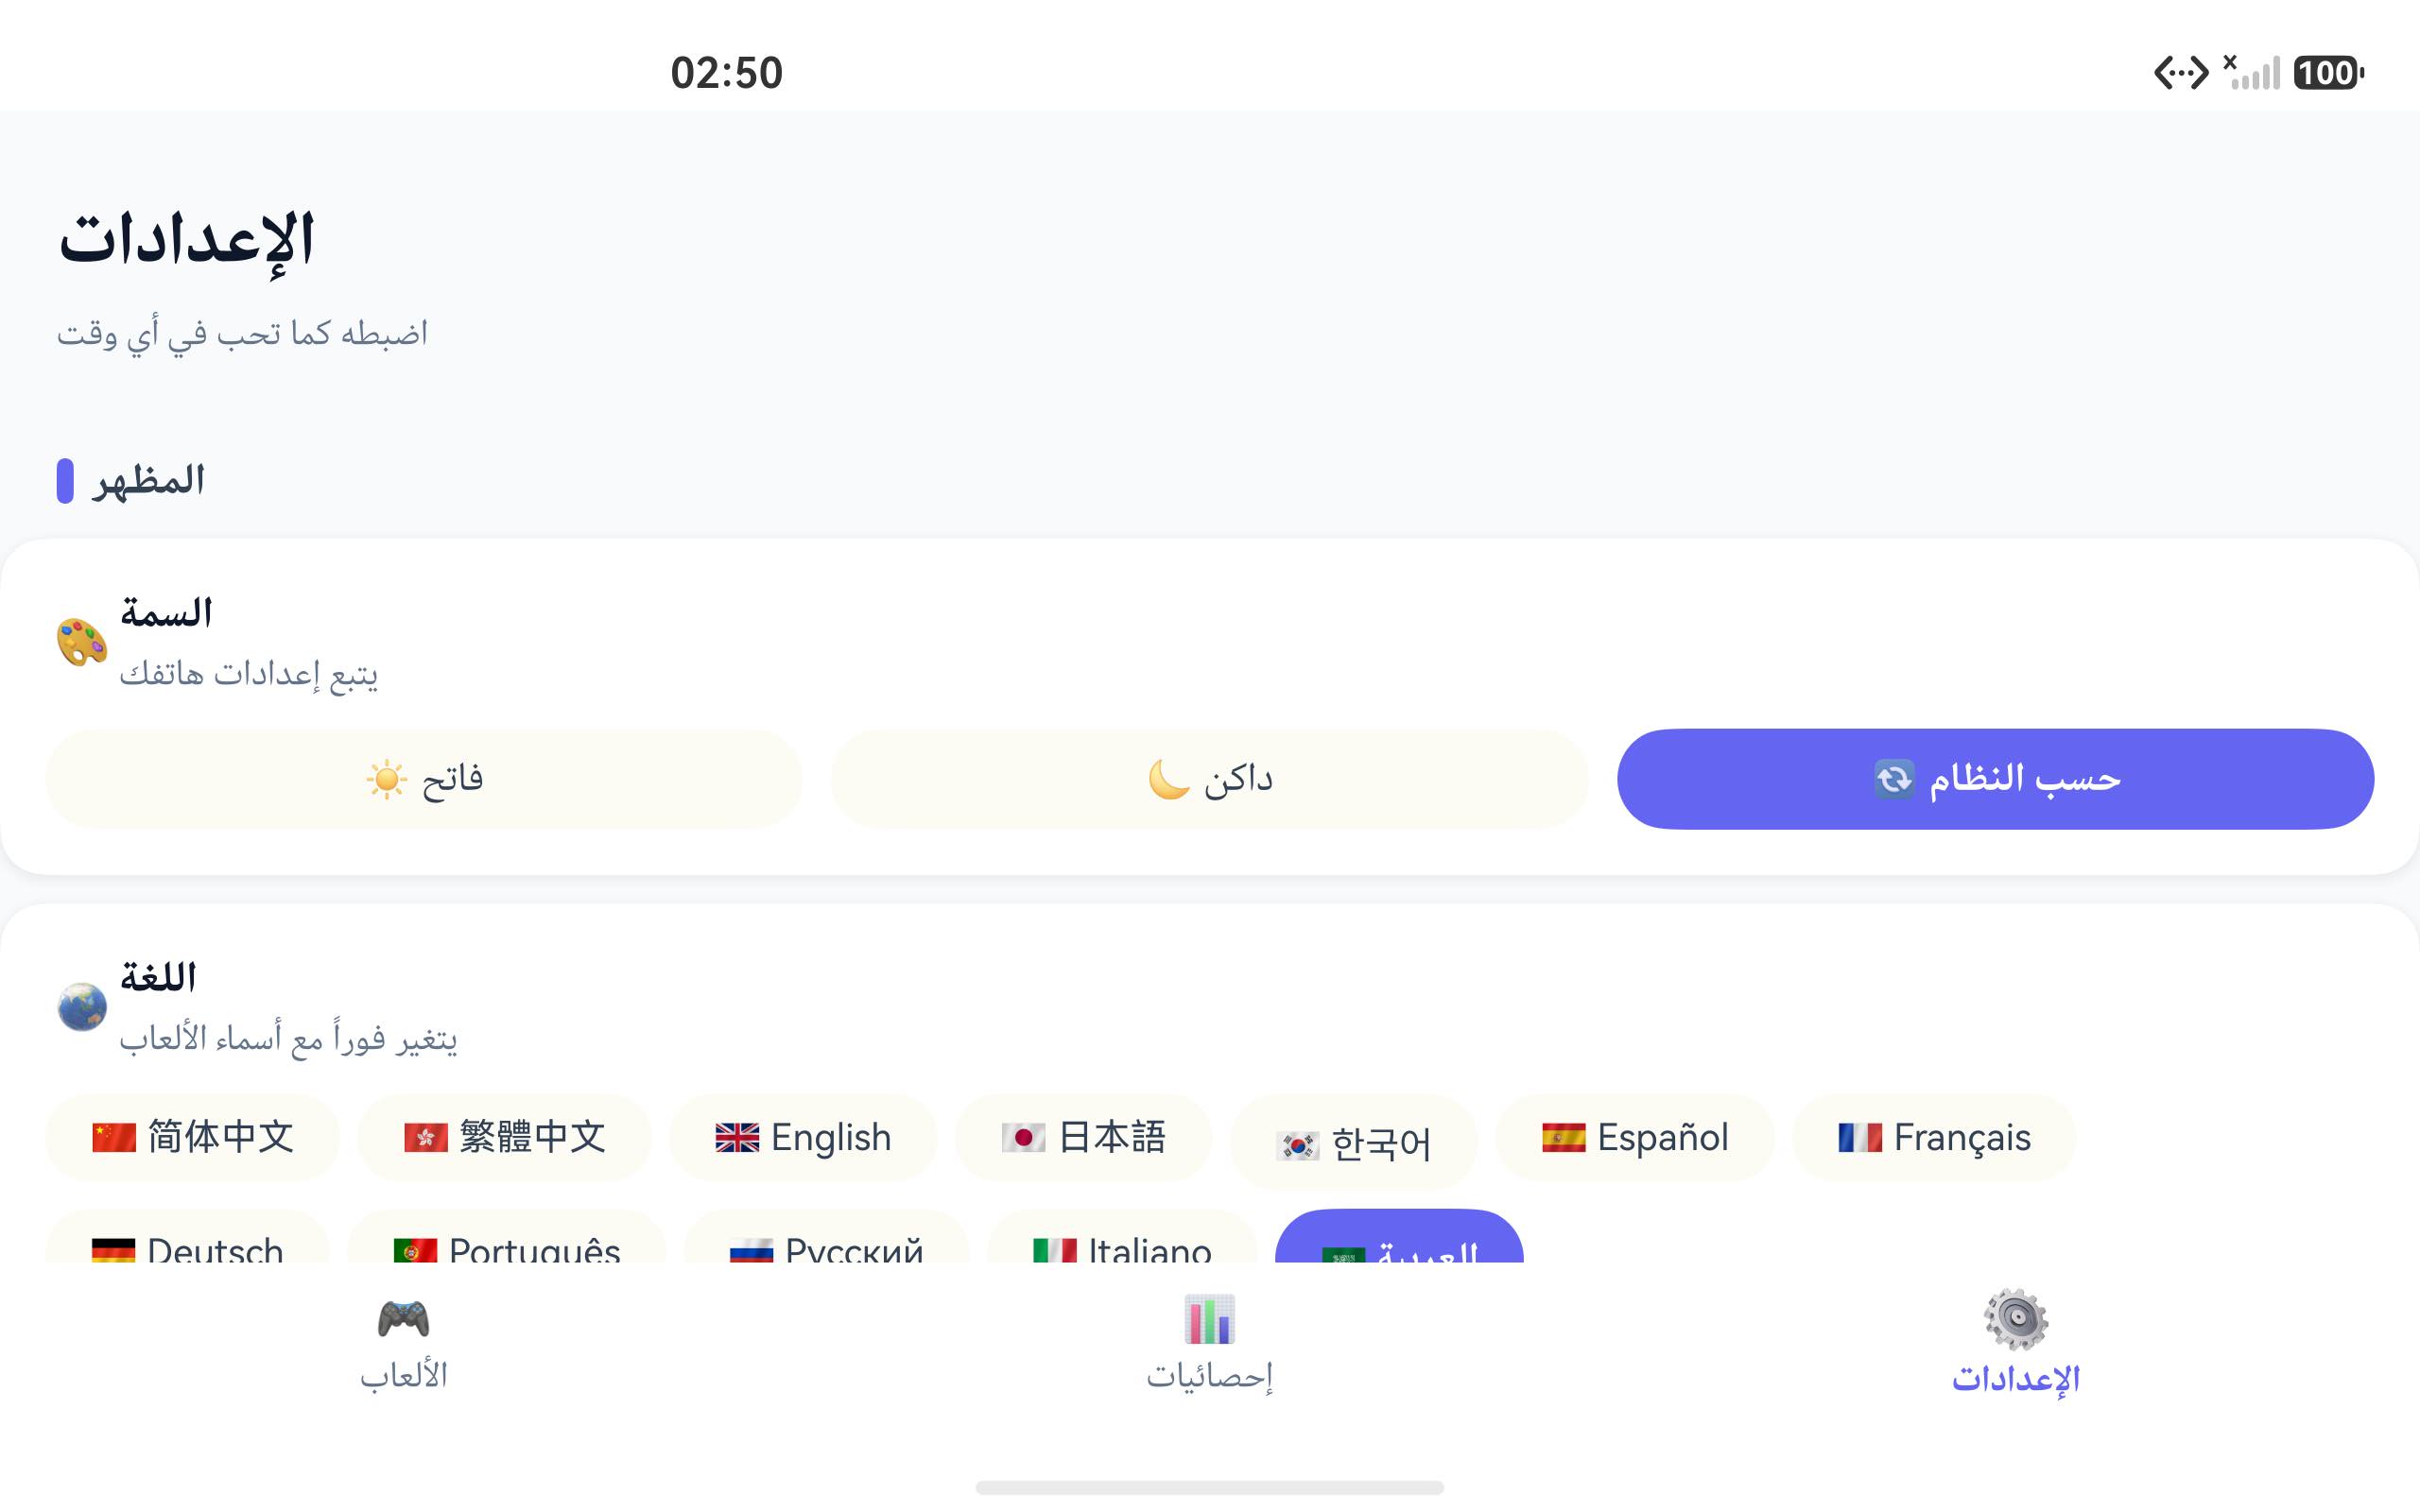 02:50
100
الإعدادات
اضبطه كما تحب في أي وقت
المظهر
السمة
يتبع إعدادات هاتفك
فاتح
داكن
حسب النظام
اللغة
يتغير فوراً مع أسماء الألعاب
简体中文
繁體中文
English
日本語
한국어
Español
Français
Deutsch
Português
Русский
Italiano
العربية
الألعاب
إحصائيات
الإعدادات